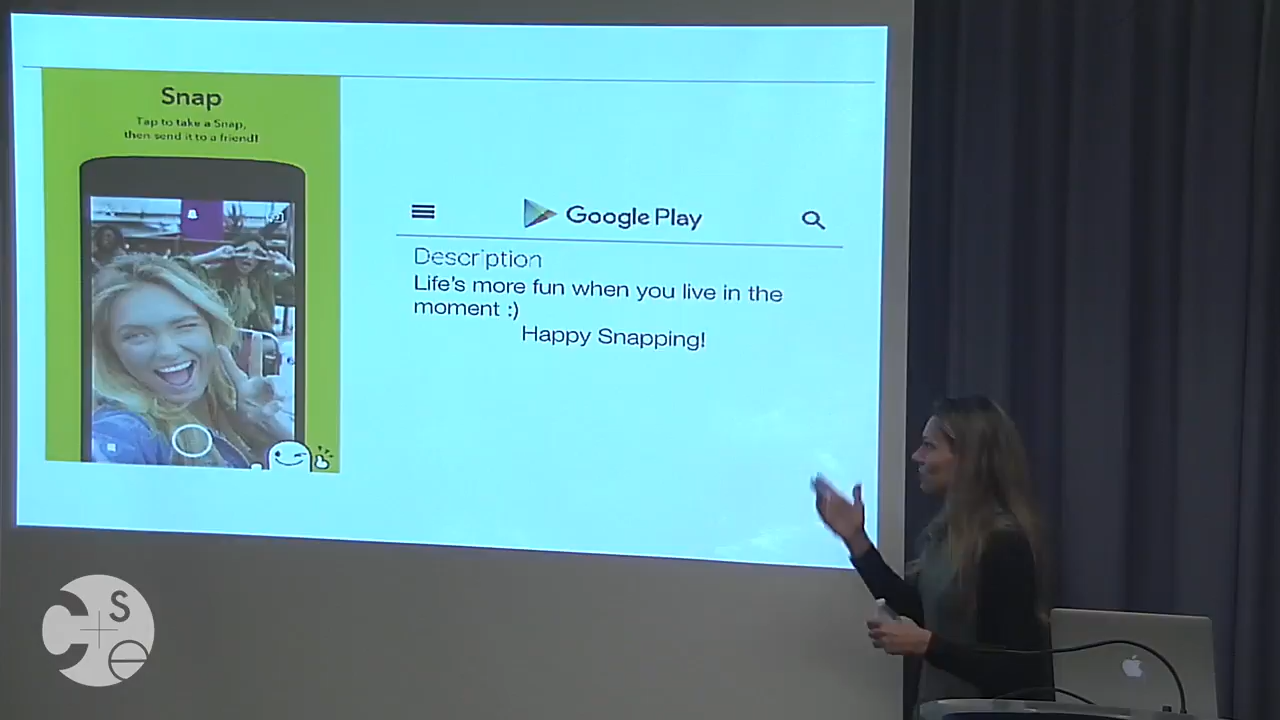 Snap
Tap to take a Snap,
then send it to a friend!
Google Play
Description
Life's more fun when you live in the
moment :)
Happy Snapping!
C+Se